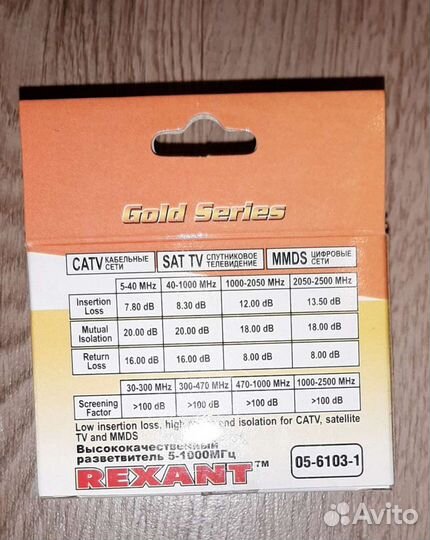 Gold Series
CATV КАБЕЛЬНЫЕ СЕТИ SAT TV СПУТНИКОВОЕ ТЕЛЕВИДЕНИЕ MMDS ЦИФРОВЫЕ СЕТИ
5-40 MHz 40-1000 MHz 1000-2050 MHz 2050-2500 MHz
Insertion Loss 7.80 dB 8.30 dB 12.00 dB 13.50 dB
Mutual Isolation 20.00 dB 20.00 dB 18.00 dB 18.00 dB
Return Loss 16.00 dB 16.00 dB 8.00 dB 8.00 dB
30-300 MHz 300-470 MHz 470-1000 MHz 1000-2500 MHz
Screening Factor >100 dB >100 dB >100 dB >100 dB
Low insertion loss, high end isolation for CATV, satellite
TV and MMDS
Высококачественный
разветвитель 5-1000МГц
REXANT™ 05-6103-1
Avito